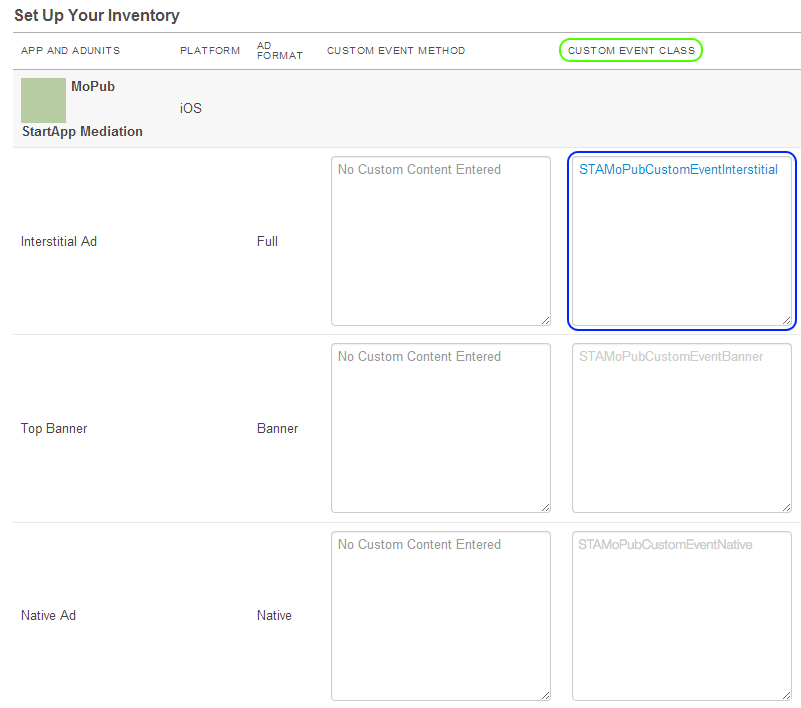 Set Up Your Inventory
APP AND ADUNITS PLATFORM AD FORMAT CUSTOM EVENT METHOD CUSTOM EVENT CLASS
MoPub
iOS
StartApp Mediation
No Custom Content Entered STAMoPubCustomEventInterstitial
Interstitial Ad Full
No Custom Content Entered STAMoPubCustomEventBanner
Top Banner Banner
No Custom Content Entered STAMoPubCustomEventNative
Native Ad Native